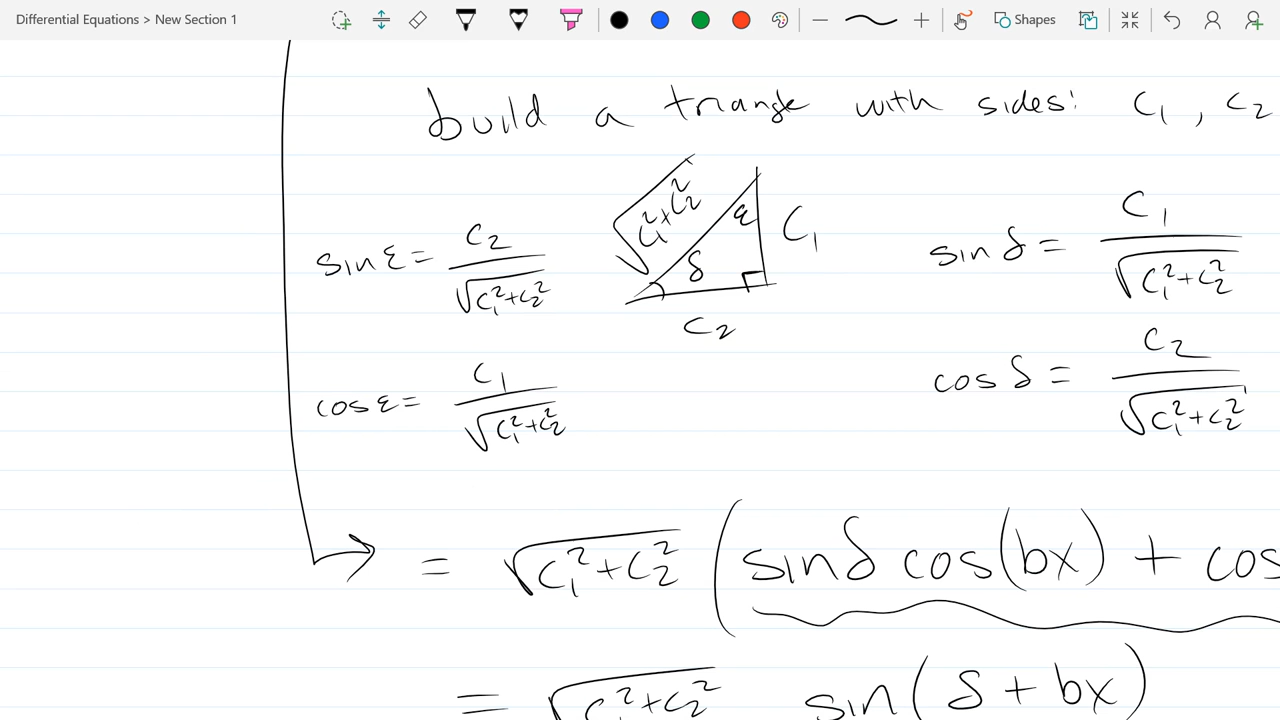 Differential Equations > New Section 1
Shapes
build a triangle with sides: C₁, C₂
sin ε = C₂/√(C₁²+C₂²)
√(C₁²+C₂²)
ε
C₁
δ
C₂
sin δ = C₁/√(C₁²+C₂²)
cos ε = C₁/√(C₁²+C₂²)
cos δ = C₂/√(C₁²+C₂²)
= √(C₁²+C₂²) (sin δ cos(bx) + cos
= √(C₁²+C₂²) sin(δ + bx)